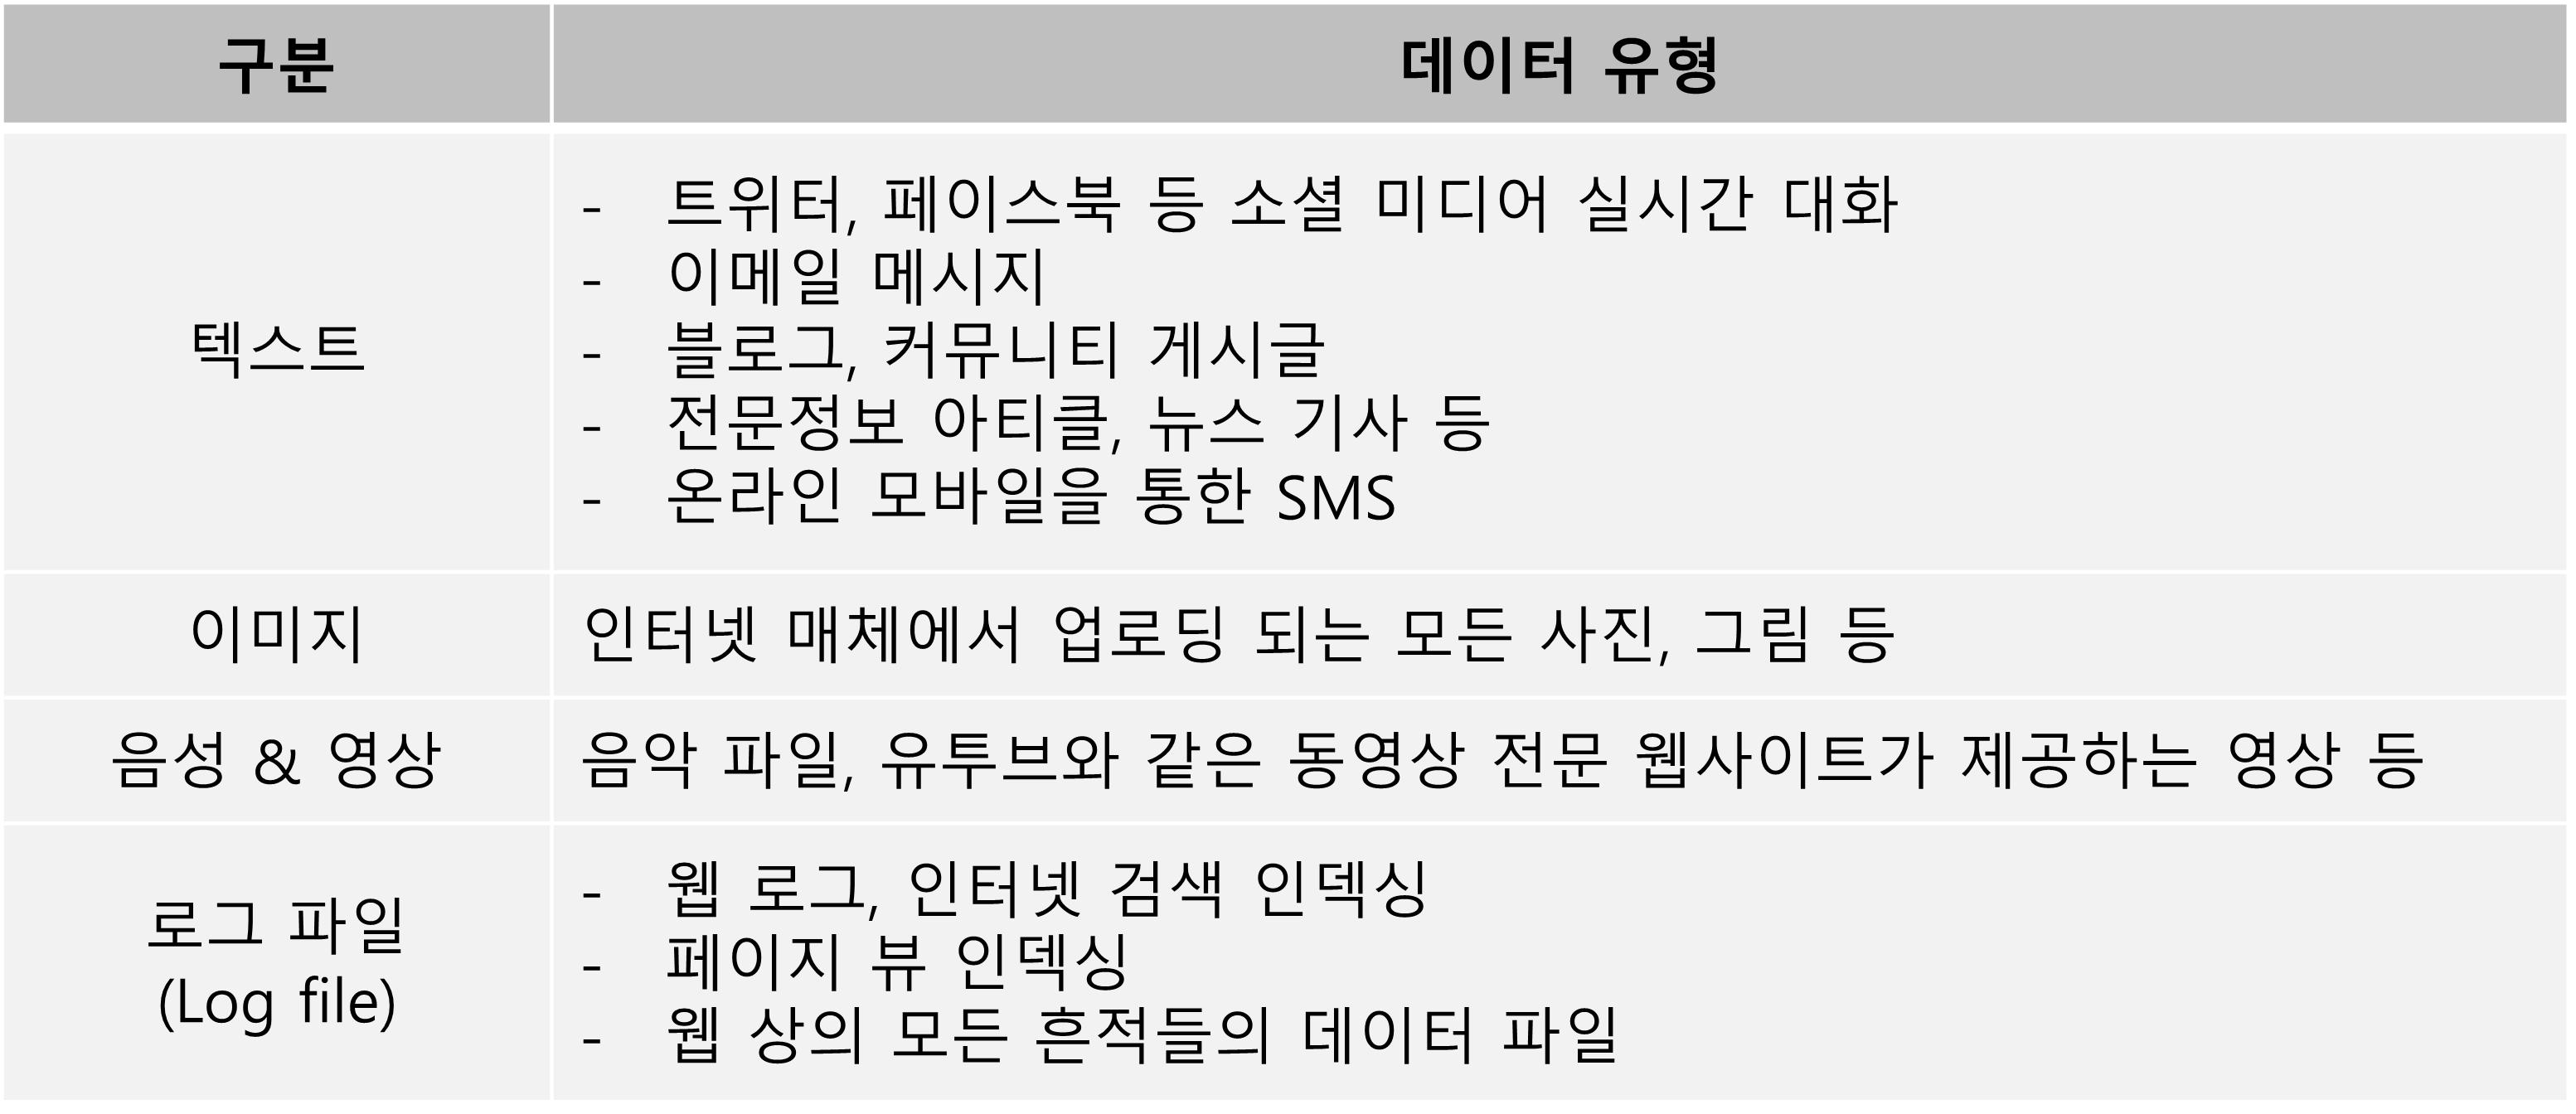 구분
데이터 유형
텍스트
- 트위터, 페이스북 등 소셜 미디어 실시간 대화
- 이메일 메시지
- 블로그, 커뮤니티 게시글
- 전문정보 아티클, 뉴스 기사 등
- 온라인 모바일을 통한 SMS
이미지
인터넷 매체에서 업로딩 되는 모든 사진, 그림 등
음성 & 영상
음악 파일, 유투브와 같은 동영상 전문 웹사이트가 제공하는 영상 등
로그 파일
(Log file)
- 웹 로그, 인터넷 검색 인덱싱
- 페이지 뷰 인덱싱
- 웹 상의 모든 흔적들의 데이터 파일